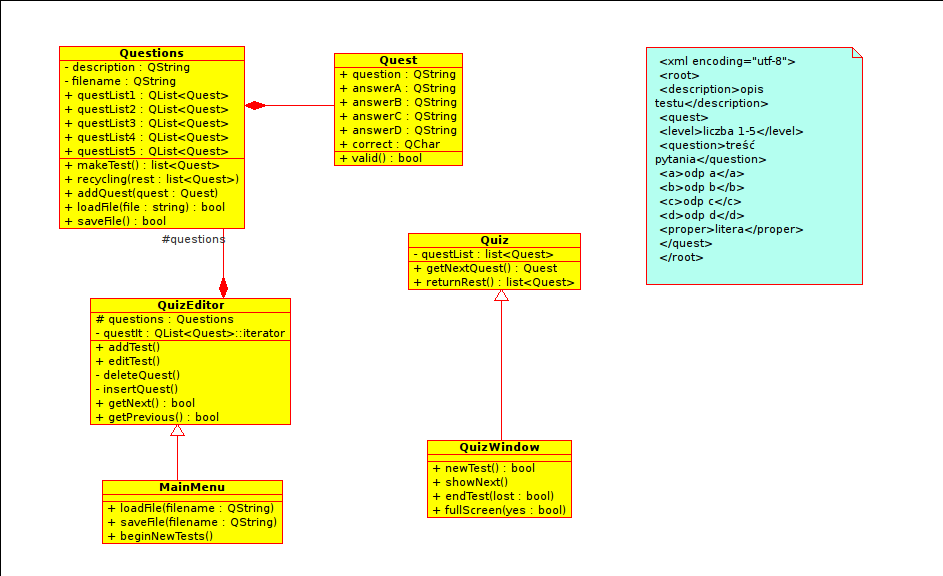 Questions
- description : QString
- filename : QString
+ questList1 : QList<Quest>
+ questList2 : QList<Quest>
+ questList3 : QList<Quest>
+ questList4 : QList<Quest>
+ questList5 : QList<Quest>
+ makeTest() : list<Quest>
+ recycling(rest : list<Quest>)
+ addQuest(quest : Quest)
+ loadFile(file : string) : bool
+ saveFile() : bool
#questions
Quest
+ question : QString
+ answerA : QString
+ answerB : QString
+ answerC : QString
+ answerD : QString
+ correct : QChar
+ valid() : bool
<xml encoding="utf-8">
<root>
<description>opis
testu</description>
<quest>
<level>liczba 1-5</level>
<question>treść
pytania</question>
<a>odp a</a>
<b>odp b</b>
<c>odp c</c>
<d>odp d</d>
<proper>litera</proper>
</quest>
</root>
Quiz
- questList : list<Quest>
+ getNextQuest() : Quest
+ returnRest() : list<Quest>
QuizEditor
# questions : Questions
- questIt : QList<Quest>::iterator
+ addTest()
+ editTest()
- deleteQuest()
- insertQuest()
+ getNext() : bool
+ getPrevious() : bool
QuizWindow
+ newTest() : bool
+ showNext()
+ endTest(lost : bool)
+ fullScreen(yes : bool)
MainMenu
+ loadFile(filename : QString)
+ saveFile(filename : QString)
+ beginNewTests()